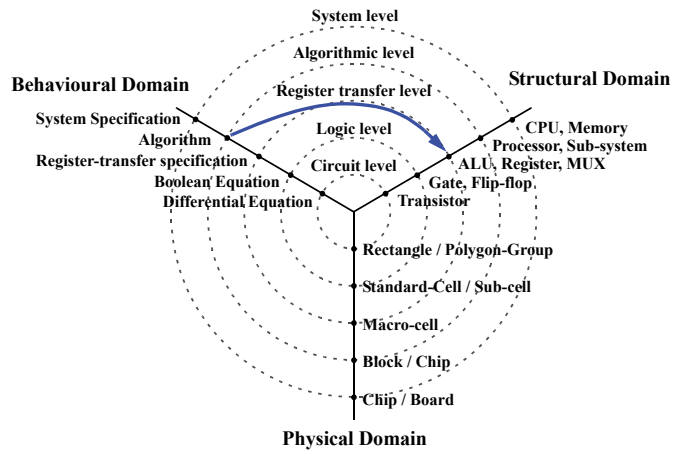 System level
Algorithmic level
Register transfer level
Logic level
Circuit level
Behavioural Domain
System Specification
Algorithm
Register-transfer specification
Boolean Equation
Differential Equation
Structural Domain
CPU, Memory
Processor, Sub-system
ALU, Register, MUX
Gate, Flip-flop
Transistor
Rectangle / Polygon-Group
Standard-Cell / Sub-cell
Macro-cell
Block / Chip
Chip / Board
Physical Domain